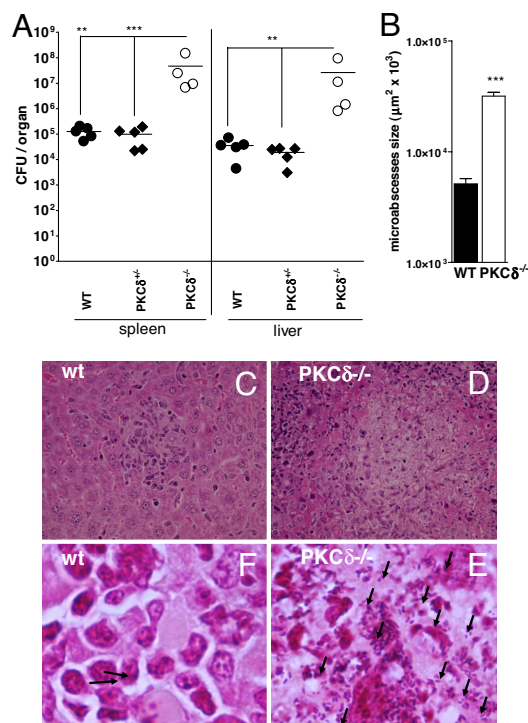 A
CFU / organ
10⁹
10⁸
10⁷
10⁶
10⁵
10⁴
10³
10²
10¹
10⁰
** *** **
WT PKCδ+/- PKCδ-/- WT PKCδ+/- PKCδ-/-
spleen liver
B
microabscesses size (μm² x 10³)
1.0×10⁵
1.0×10⁴
1.0×10³
***
WT PKCδ-/-
wt C
PKCδ-/- D
wt F
PKCδ-/- E